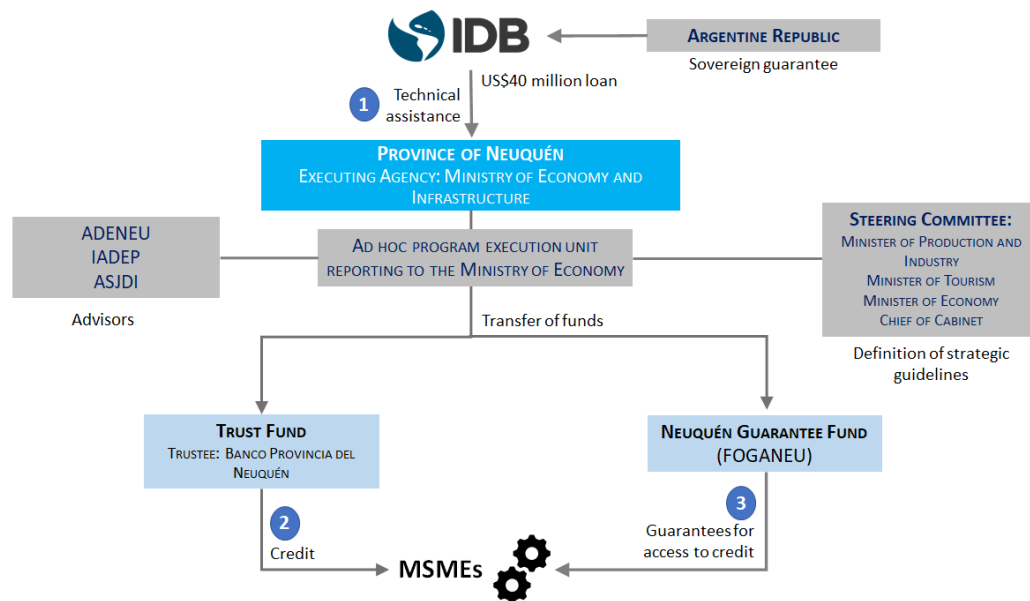 IDB
ARGENTINE REPUBLIC
Sovereign guarantee
US$40 million loan
1
Technical
assistance
PROVINCE OF NEUQUÉN
EXECUTING AGENCY: MINISTRY OF ECONOMY AND
INFRASTRUCTURE
ADENEU
IADEP
ASJDI
Advisors
AD HOC PROGRAM EXECUTION UNIT
REPORTING TO THE MINISTRY OF ECONOMY
STEERING COMMITTEE:
MINISTER OF PRODUCTION AND
INDUSTRY
MINISTER OF TOURISM
MINISTER OF ECONOMY
CHIEF OF CABINET
Definition of strategic
guidelines
Transfer of funds
TRUST FUND
TRUSTEE: BANCO PROVINCIA DEL
NEUQUÉN
NEUQUÉN GUARANTEE FUND
(FOGANEU)
2
Credit
3
Guarantees for
access to credit
MSMEs